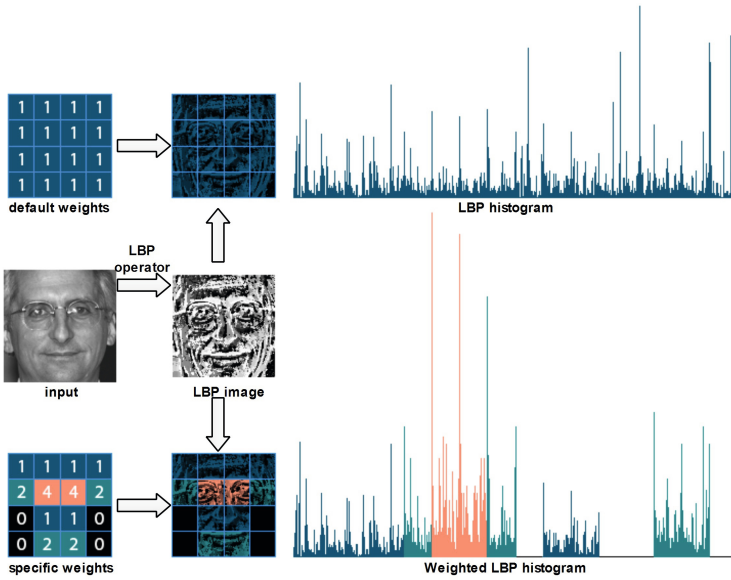 1 1 1 1
1 1 1 1
1 1 1 1
1 1 1 1
default weights
LBP histogram
LBP
operator
input
LBP image
1 1 1 1
2 4 4 2
0 1 1 0
0 2 2 0
specific weights
Weighted LBP histogram